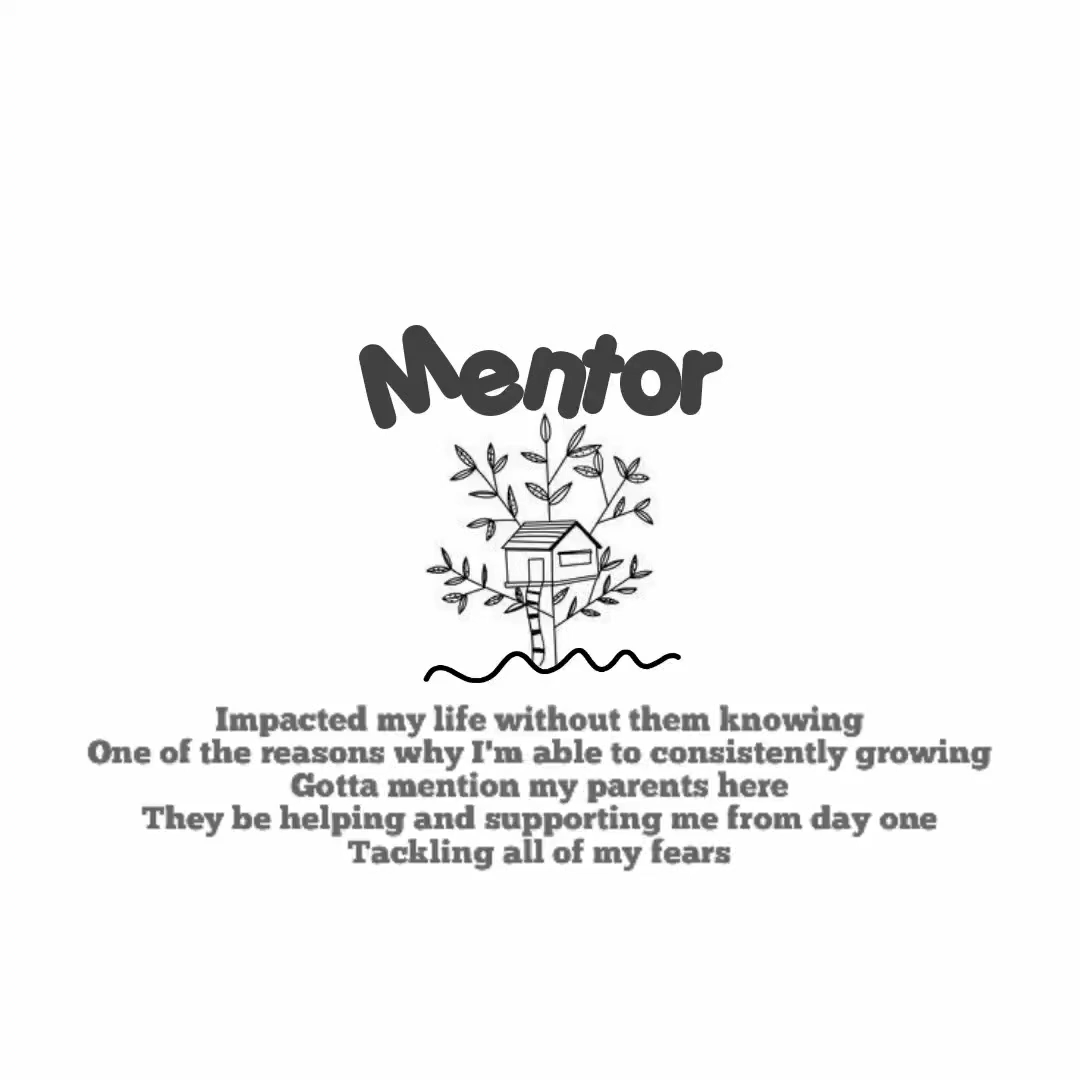 Mentor
Impacted my life without them knowing
One of the reasons why I'm able to consistently growing
Gotta mention my parents here
They be helping and supporting me from day one
Tackling all of my fears